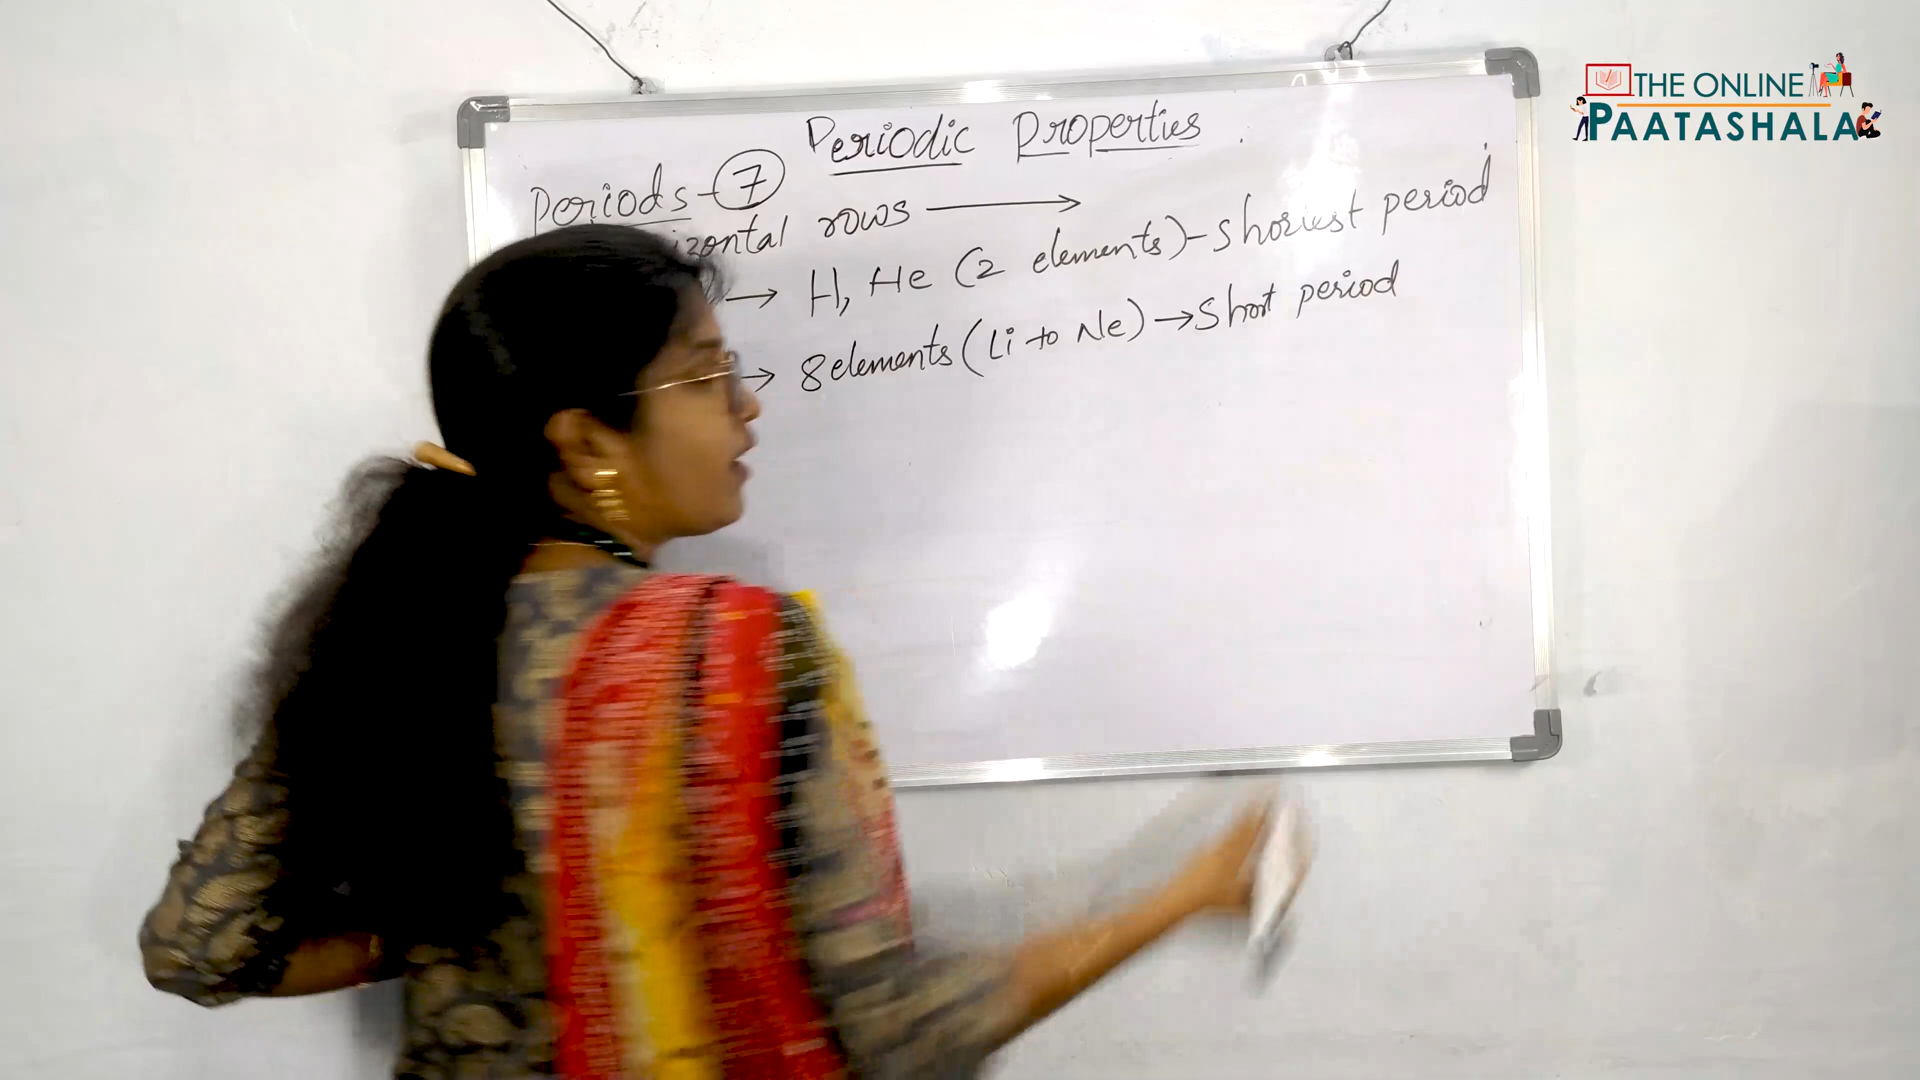 Periodic Properties
Periods - 7
izontal rows →
→ H, He (2 elements) - Shortest period
→ 8 elements (Li to Ne) → Short period
THE ONLINE
PAATASHALA